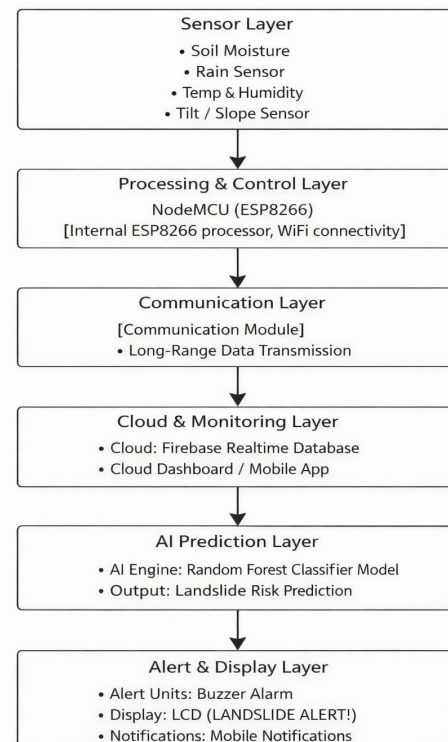 Sensor Layer
• Soil Moisture
• Rain Sensor
• Temp & Humidity
• Tilt / Slope Sensor
Processing & Control Layer
NodeMCU (ESP8266)
[Internal ESP8266 processor, WiFi connectivity]
Communication Layer
[Communication Module]
• Long-Range Data Transmission
Cloud & Monitoring Layer
• Cloud: Firebase Realtime Database
• Cloud Dashboard / Mobile App
AI Prediction Layer
• AI Engine: Random Forest Classifier Model
• Output: Landslide Risk Prediction
Alert & Display Layer
• Alert Units: Buzzer Alarm
• Display: LCD (LANDSLIDE ALERT!)
• Notifications: Mobile Notifications